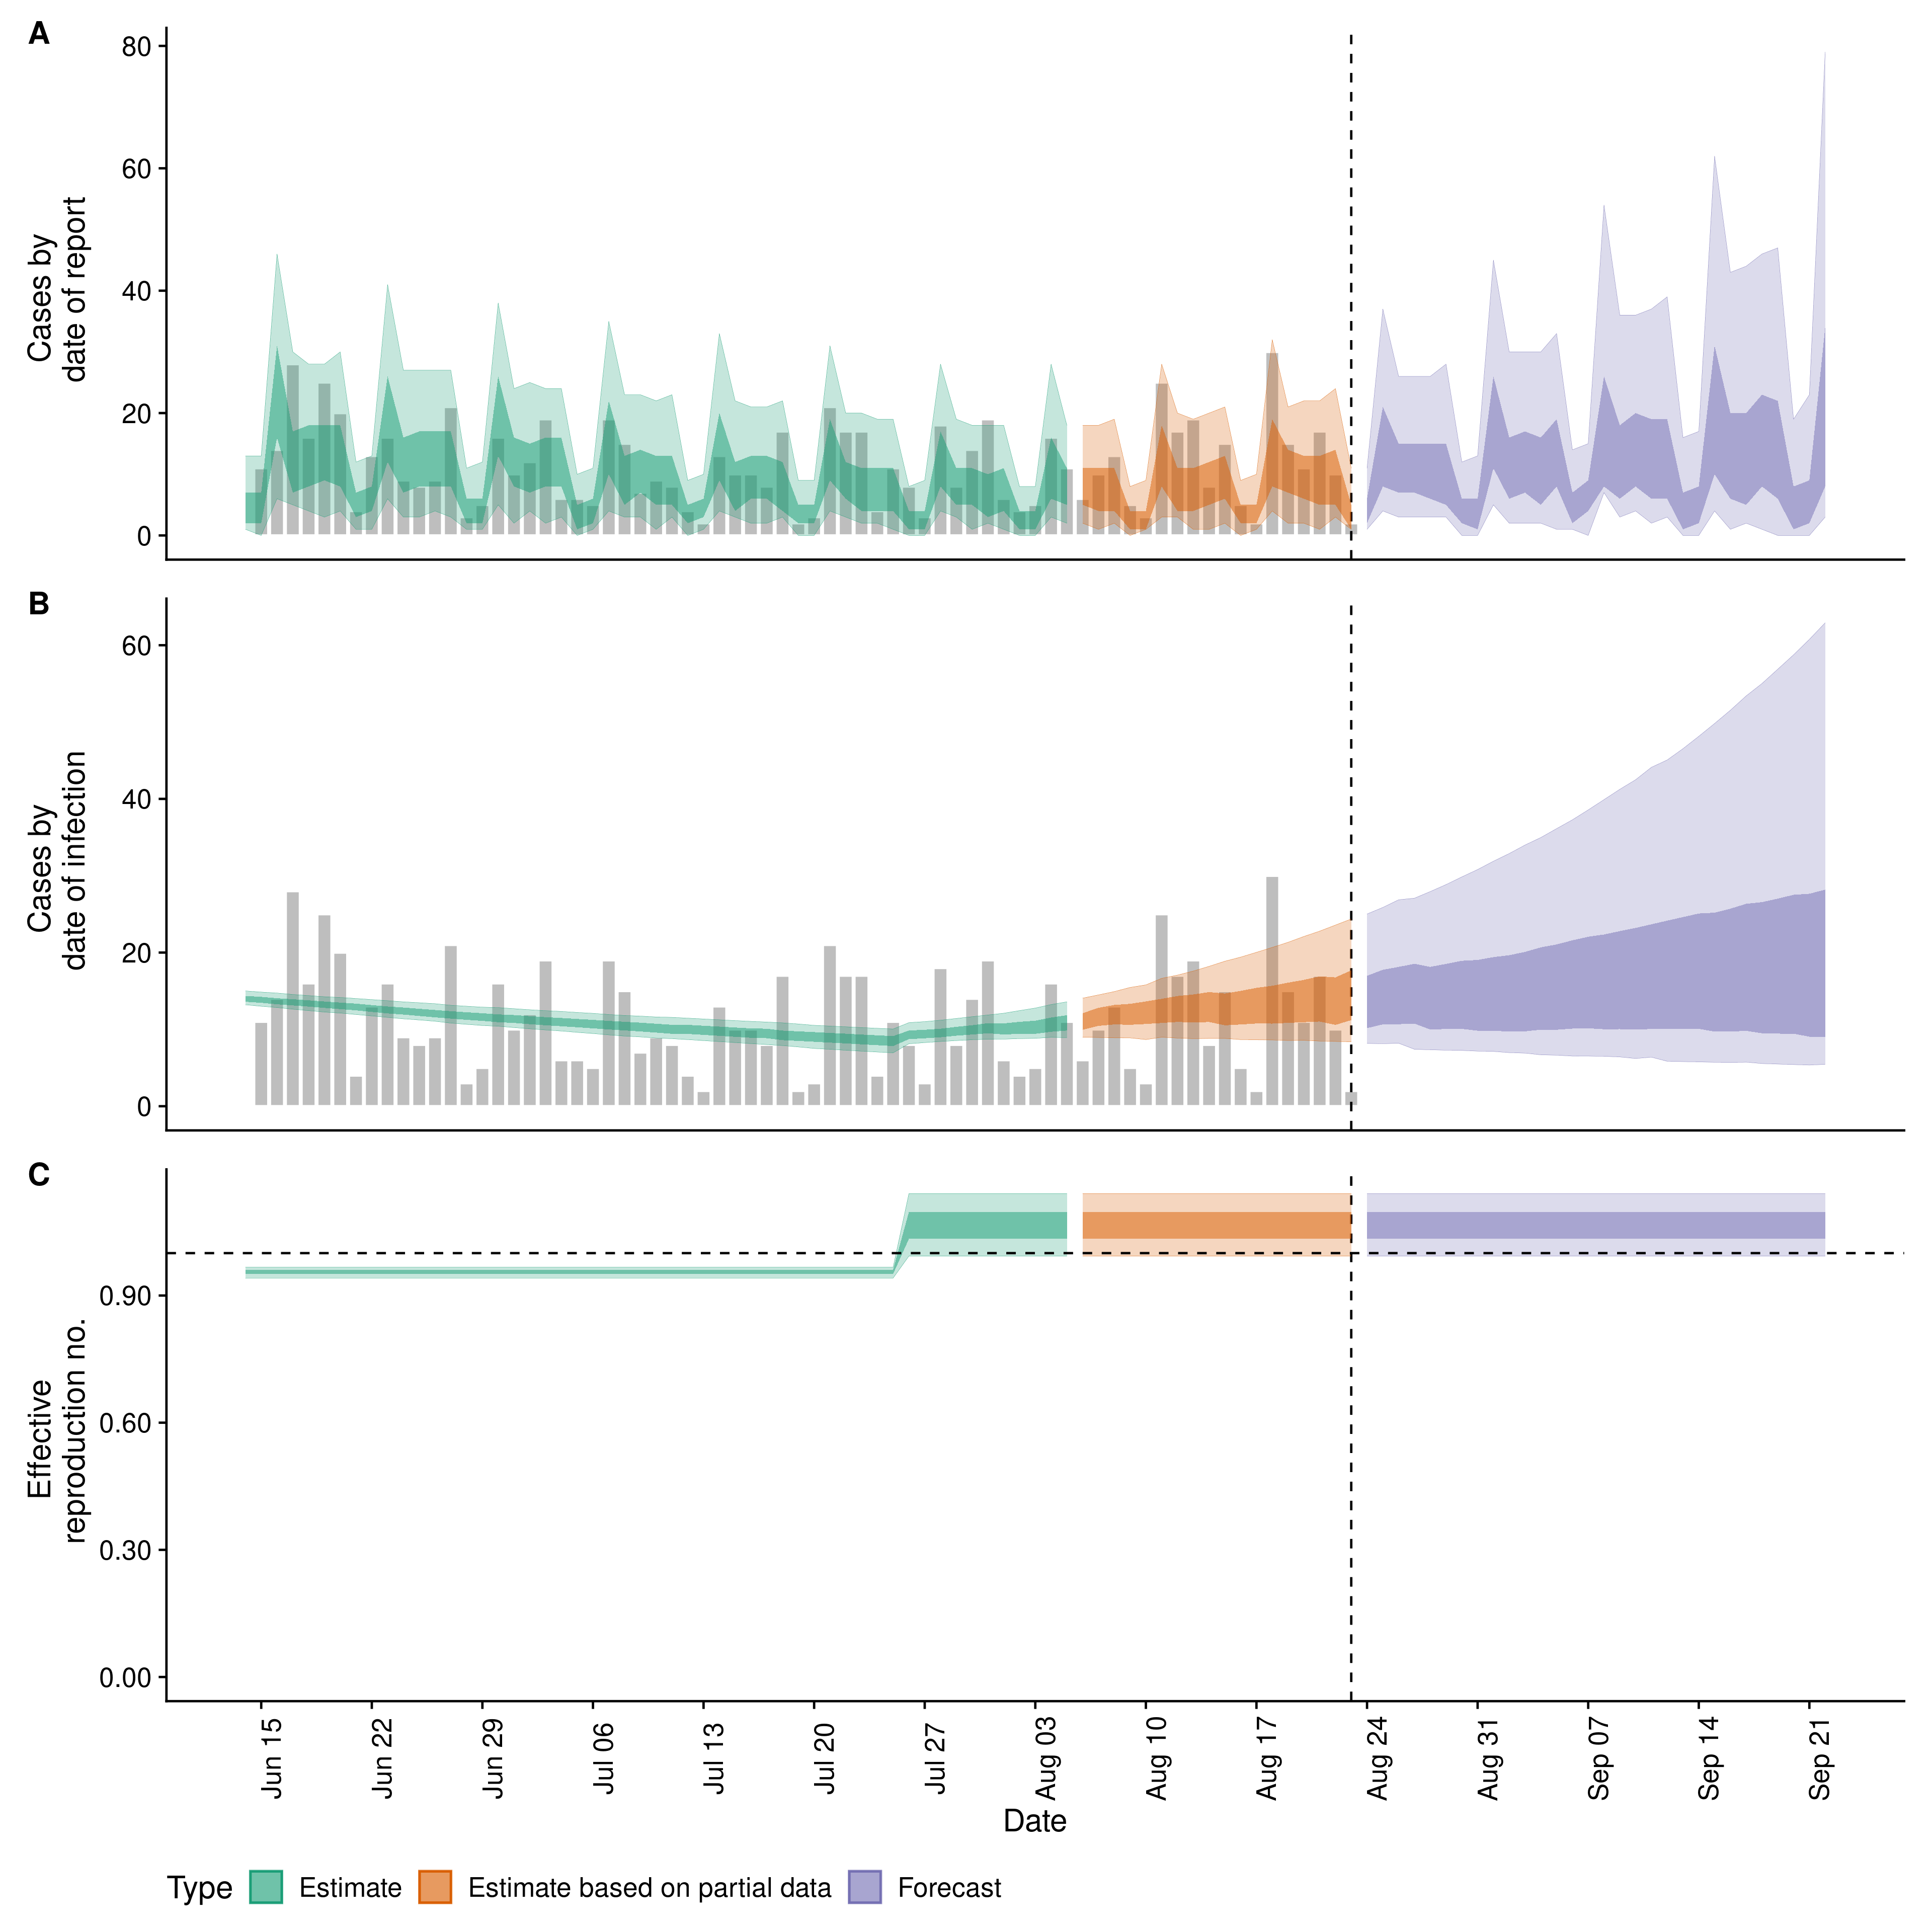 A
Cases by
date of report
80
60
40
20
0
B
Cases by
date of infection
60
40
20
0
C
Effective
reproduction no.
0.90
0.60
0.30
0.00
Jun 15
Jun 22
Jun 29
Jul 06
Jul 13
Jul 20
Jul 27
Aug 03
Aug 10
Aug 17
Aug 24
Aug 31
Sep 07
Sep 14
Sep 21
Date
Type Estimate Estimate based on partial data Forecast